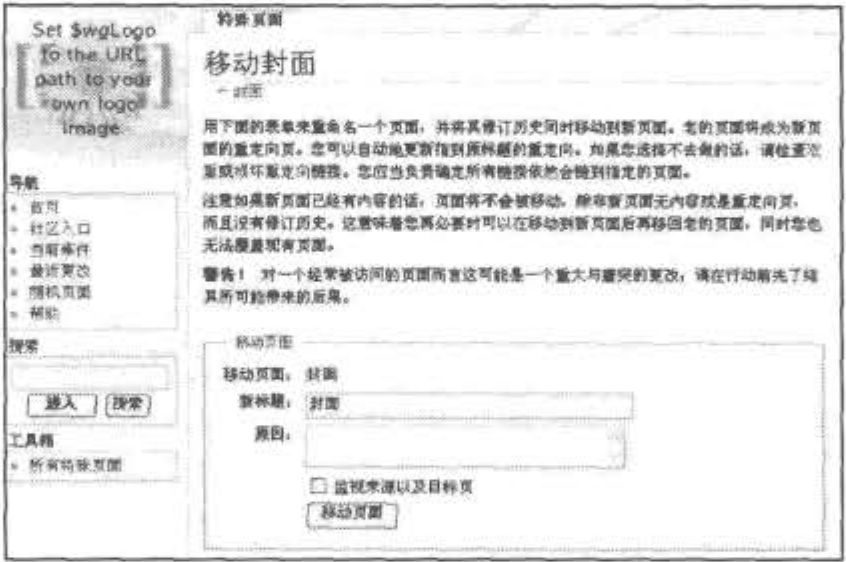 Set $wgLogo
to the URL
path to your
own logo
image.
导航
首页
社区入口
当前事件
最近更改
随机页面
帮助
搜索
进入 搜索
工具箱
所有特殊页面
特殊页面
移动封面
← 封面
用下面的表单来重命名一个页面，并将其修订历史同时移动到新页面。老的页面将成为新页
面的重定向页。您可以自动地更新指到原标题的重定向。如果您选择不去做的话，请检查双
重或损坏重定向链接。您应当负责确定所有链接依然会链到指定的页面。
注意如果新页面已经有内容的话，页面将不会被移动，除非新页面无内容或是重定向页，
而且没有修订历史。这意味着您再必要时可以在移动到新页面后再移回老的页面，同时您也
无法覆盖现有页面。
警告！ 对一个经常被访问的页面而言这可能是一个重大与唐突的更改，请在行动前先了结
其所可能带来的后果。
移动页面
移动页面： 封面
新标题： 封面
原因：
监视来源以及目标页
移动页面